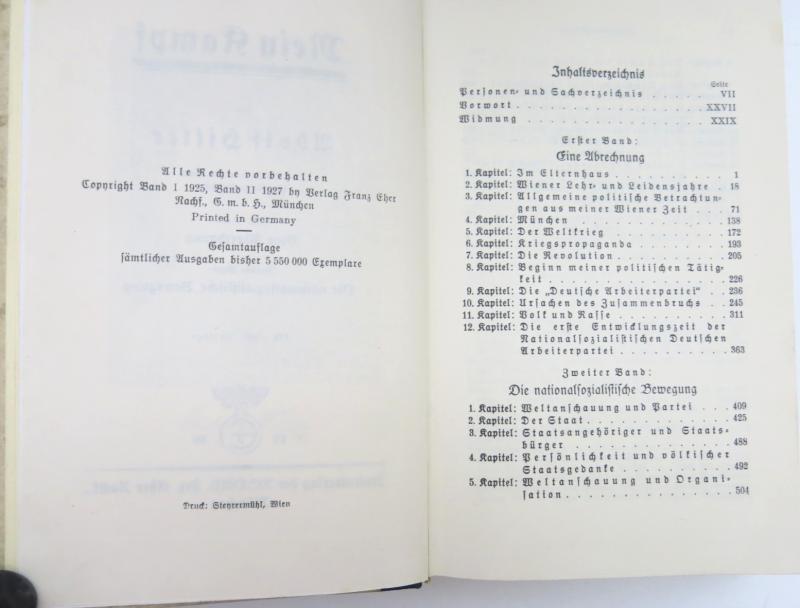 Alle Rechte vorbehalten
Copyright Band I 1925, Band II 1927 by Verlag Franz Eher
Nachf., G. m. b. H., München
Printed in Germany
Gesamtauflage
sämtlicher Ausgaben bisher 5 550 000 Exemplare
Druck: Steyrermühl, Wien
Inhaltsverzeichnis
Seite
Personen- und Sachverzeichnis . . . . . VII
Vorwort . . . . . . . . . . . . . XXVII
Widmung . . . . . . . . . . . . . XXIX
Erster Band:
Eine Abrechnung
1. Kapitel: Im Elternhaus . . . . . . . . 1
2. Kapitel: Wiener Lehr- und Leidensjahre . 18
3. Kapitel: Allgemeine politische Betrachtun-
gen aus meiner Wiener Zeit . . . 71
4. Kapitel: München . . . . . . . . . . 138
5. Kapitel: Der Weltkrieg . . . . . . . . 172
6. Kapitel: Kriegspropaganda . . . . . . 193
7. Kapitel: Die Revolution . . . . . . . 205
8. Kapitel: Beginn meiner politischen Tätig-
keit . . . . . . . . . . . . 226
9. Kapitel: Die „Deutsche Arbeiterpartei“ . . 236
10. Kapitel: Ursachen des Zusammenbruchs . . 245
11. Kapitel: Volk und Rasse . . . . . . . 311
12. Kapitel: Die erste Entwicklungszeit der
Nationalsozialistischen Deutschen
Arbeiterpartei . . . . . . . . 363
Zweiter Band:
Die nationalsozialistische Bewegung
1. Kapitel: Weltanschauung und Partei . . . 409
2. Kapitel: Der Staat . . . . . . . . . . 425
3. Kapitel: Staatsangehöriger und Staats-
bürger . . . . . . . . . . . 488
4. Kapitel: Persönlichkeit und völkischer
Staatsgedanke . . . . . . . . 492
5. Kapitel: Weltanschauung und Organi-
sation . . . . . . . . . . . . 504